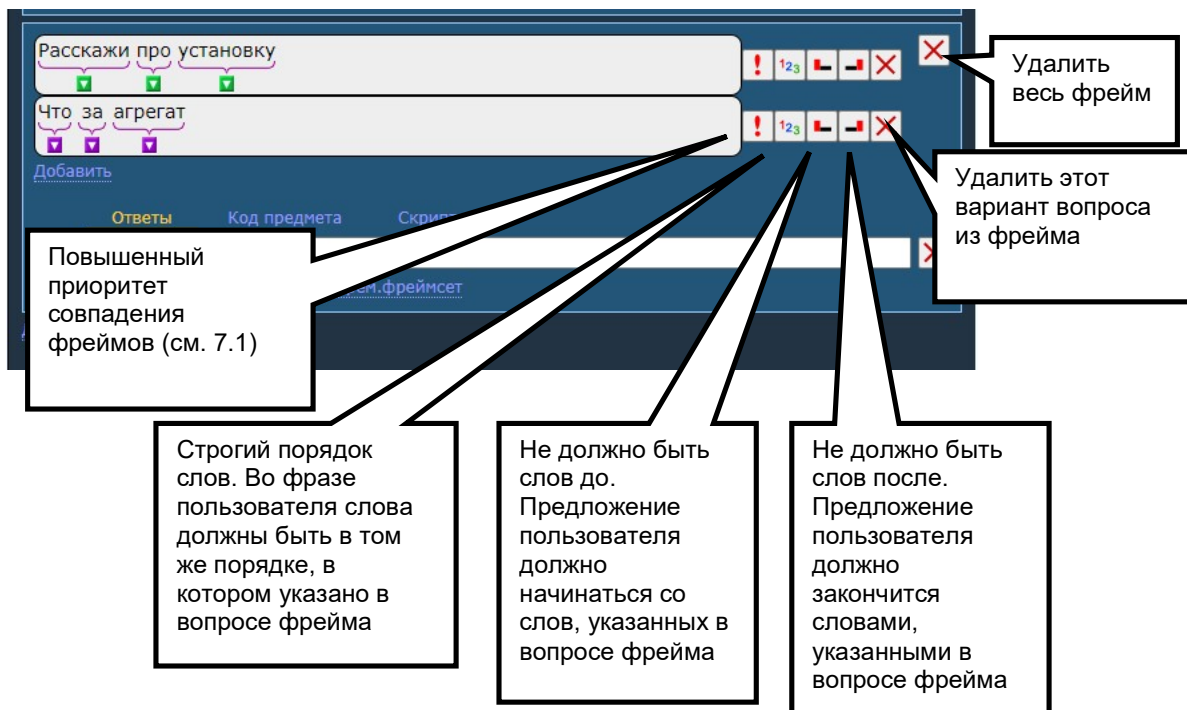 Расскажи про установку
Что за агрегат
Добавить
Ответы Код предмета
фреймсет
! 123
! 123
Удалить
весь фрейм
Удалить этот
вариант вопроса
из фрейма
Повышенный
приоритет
совпадения
фреймов (см. 7.1)
Строгий порядок
слов. Во фразе
пользователя слова
должны быть в том
же порядке, в
котором указано в
вопросе фрейма
Не должно быть
слов до.
Предложение
пользователя
должно
начинаться со
слов, указанных в
вопросе фрейма
Не должно быть
слов после.
Предложение
пользователя
должно
закончится
словами,
указанными в
вопросе фрейма